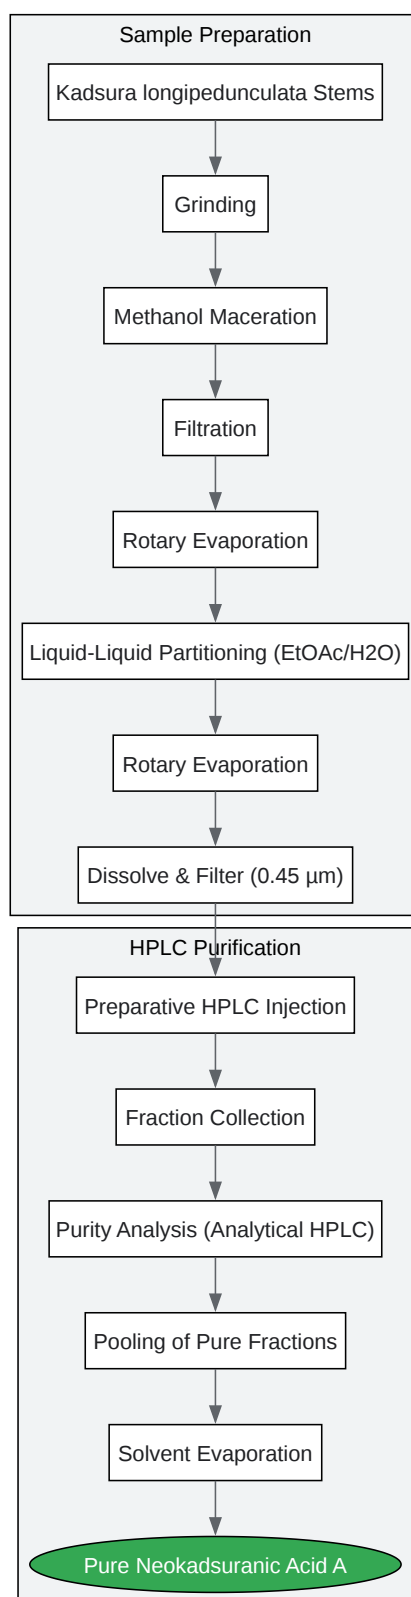 Sample Preparation
Kadsura longipedunculata Stems
Grinding
Methanol Maceration
Filtration
Rotary Evaporation
Liquid-Liquid Partitioning (EtOAc/H2O)
Rotary Evaporation
Dissolve & Filter (0.45 µm)
HPLC Purification
Preparative HPLC Injection
Fraction Collection
Purity Analysis (Analytical HPLC)
Pooling of Pure Fractions
Solvent Evaporation
Pure Neokadsuranic Acid A